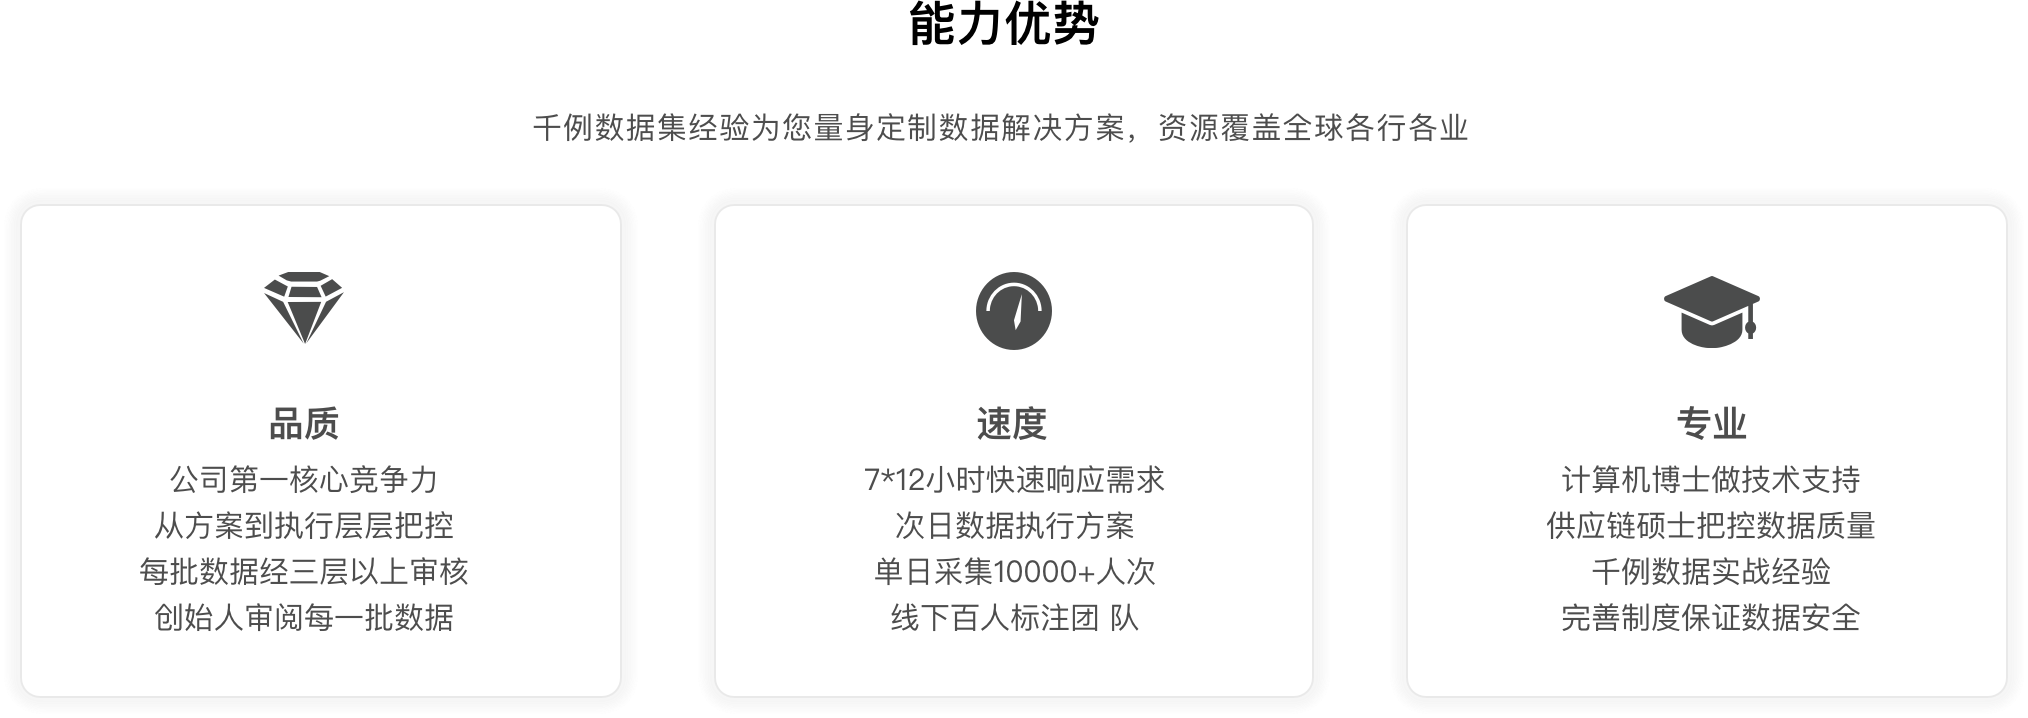 能力优势
千例数据集经验为您量身定制数据解决方案，资源覆盖全球各行各业
品质
公司第一核心竞争力
从方案到执行层层把控
每批数据经三层以上审核
创始人审阅每一批数据
速度
7*12小时快速响应需求
次日数据执行方案
单日采集10000+人次
线下百人标注团 队
专业
计算机博士做技术支持
供应链硕士把控数据质量
千例数据实战经验
完善制度保证数据安全